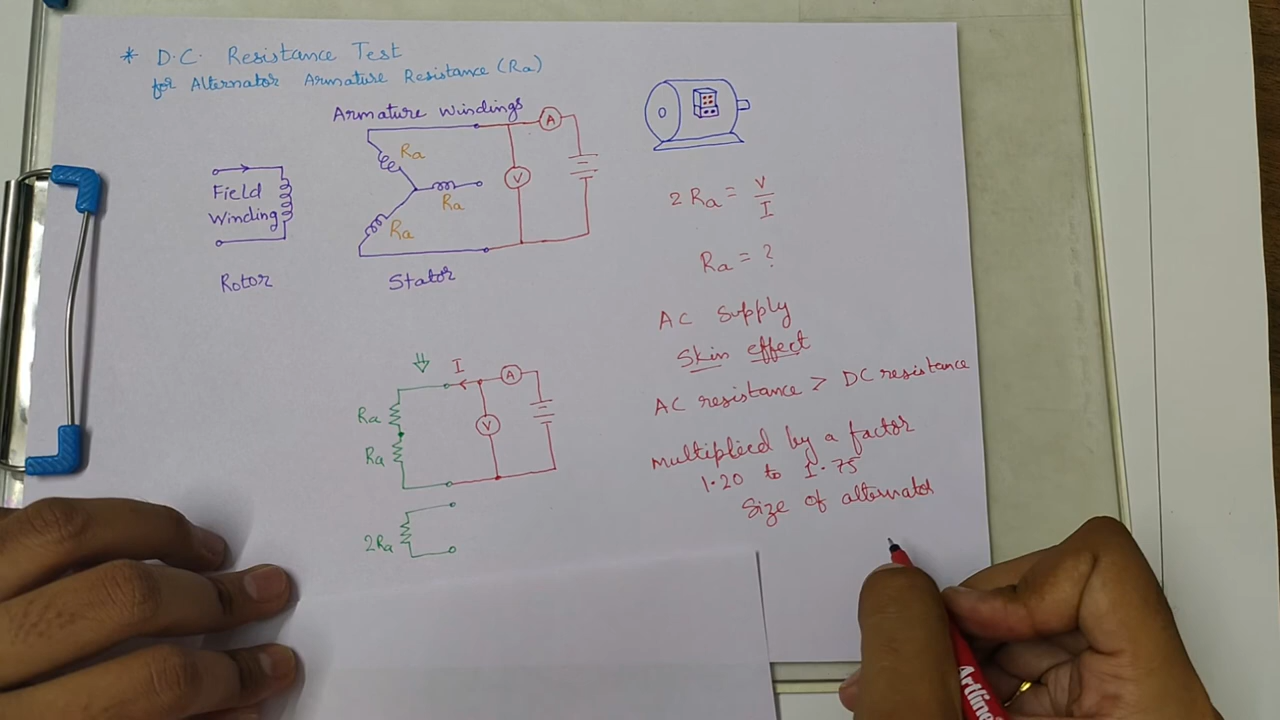 * D.C. Resistance Test
for Alternator Armature Resistance (Ra)
Armature Windings
A
Ra
V
Ra
Ra
Field
Winding
Rotor
Stator
2 Ra = V
I
Ra = ?
AC Supply
Skin effect
AC resistance > DC resistance
multiplied by a factor
1.20 to 1.75
Size of alternator
I
A
Ra
V
Ra
2Ra
Artline